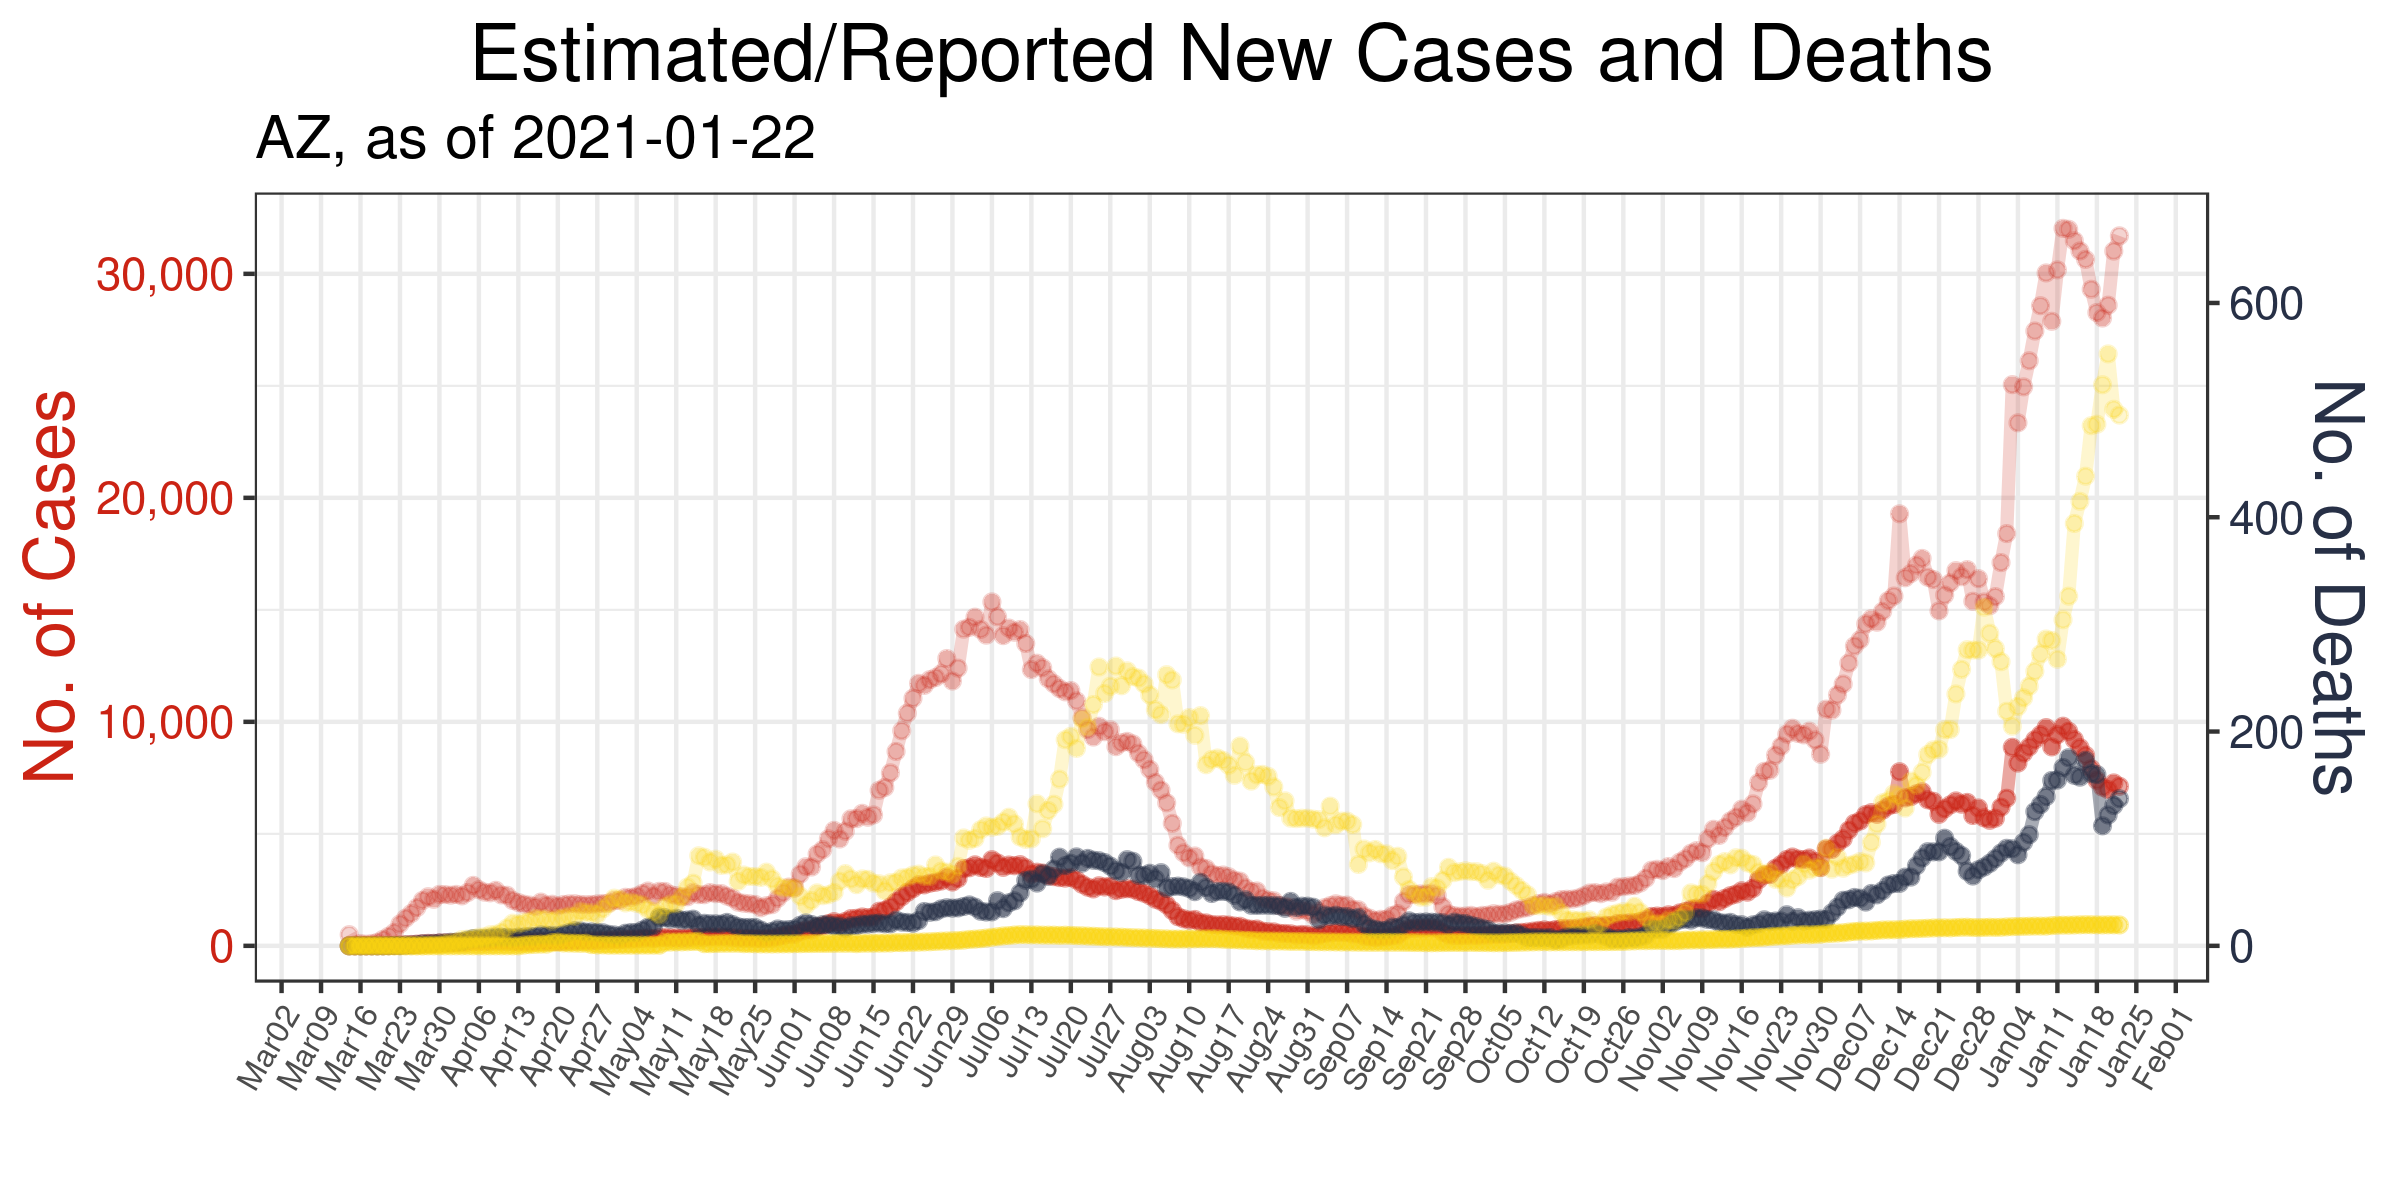 Estimated/Reported New Cases and Deaths
AZ, as of 2021-01-22
No. of Cases
30,000
20,000
10,000
0
600
400
200
0
No. of Deaths
Mar02
Mar09
Mar16
Mar23
Mar30
Apr06
Apr13
Apr20
Apr27
May04
May11
May18
May25
Jun01
Jun08
Jun15
Jun22
Jun29
Jul06
Jul13
Jul20
Jul27
Aug03
Aug10
Aug17
Aug24
Aug31
Sep07
Sep14
Sep21
Sep28
Oct05
Oct12
Oct19
Oct26
Nov02
Nov09
Nov16
Nov23
Nov30
Dec07
Dec14
Dec21
Dec28
Jan04
Jan11
Jan18
Jan25
Feb01